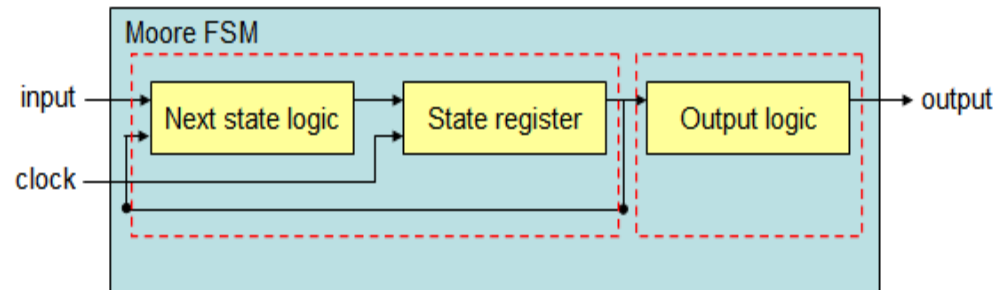 Moore FSM
input
Next state logic
State register
Output logic
output
clock